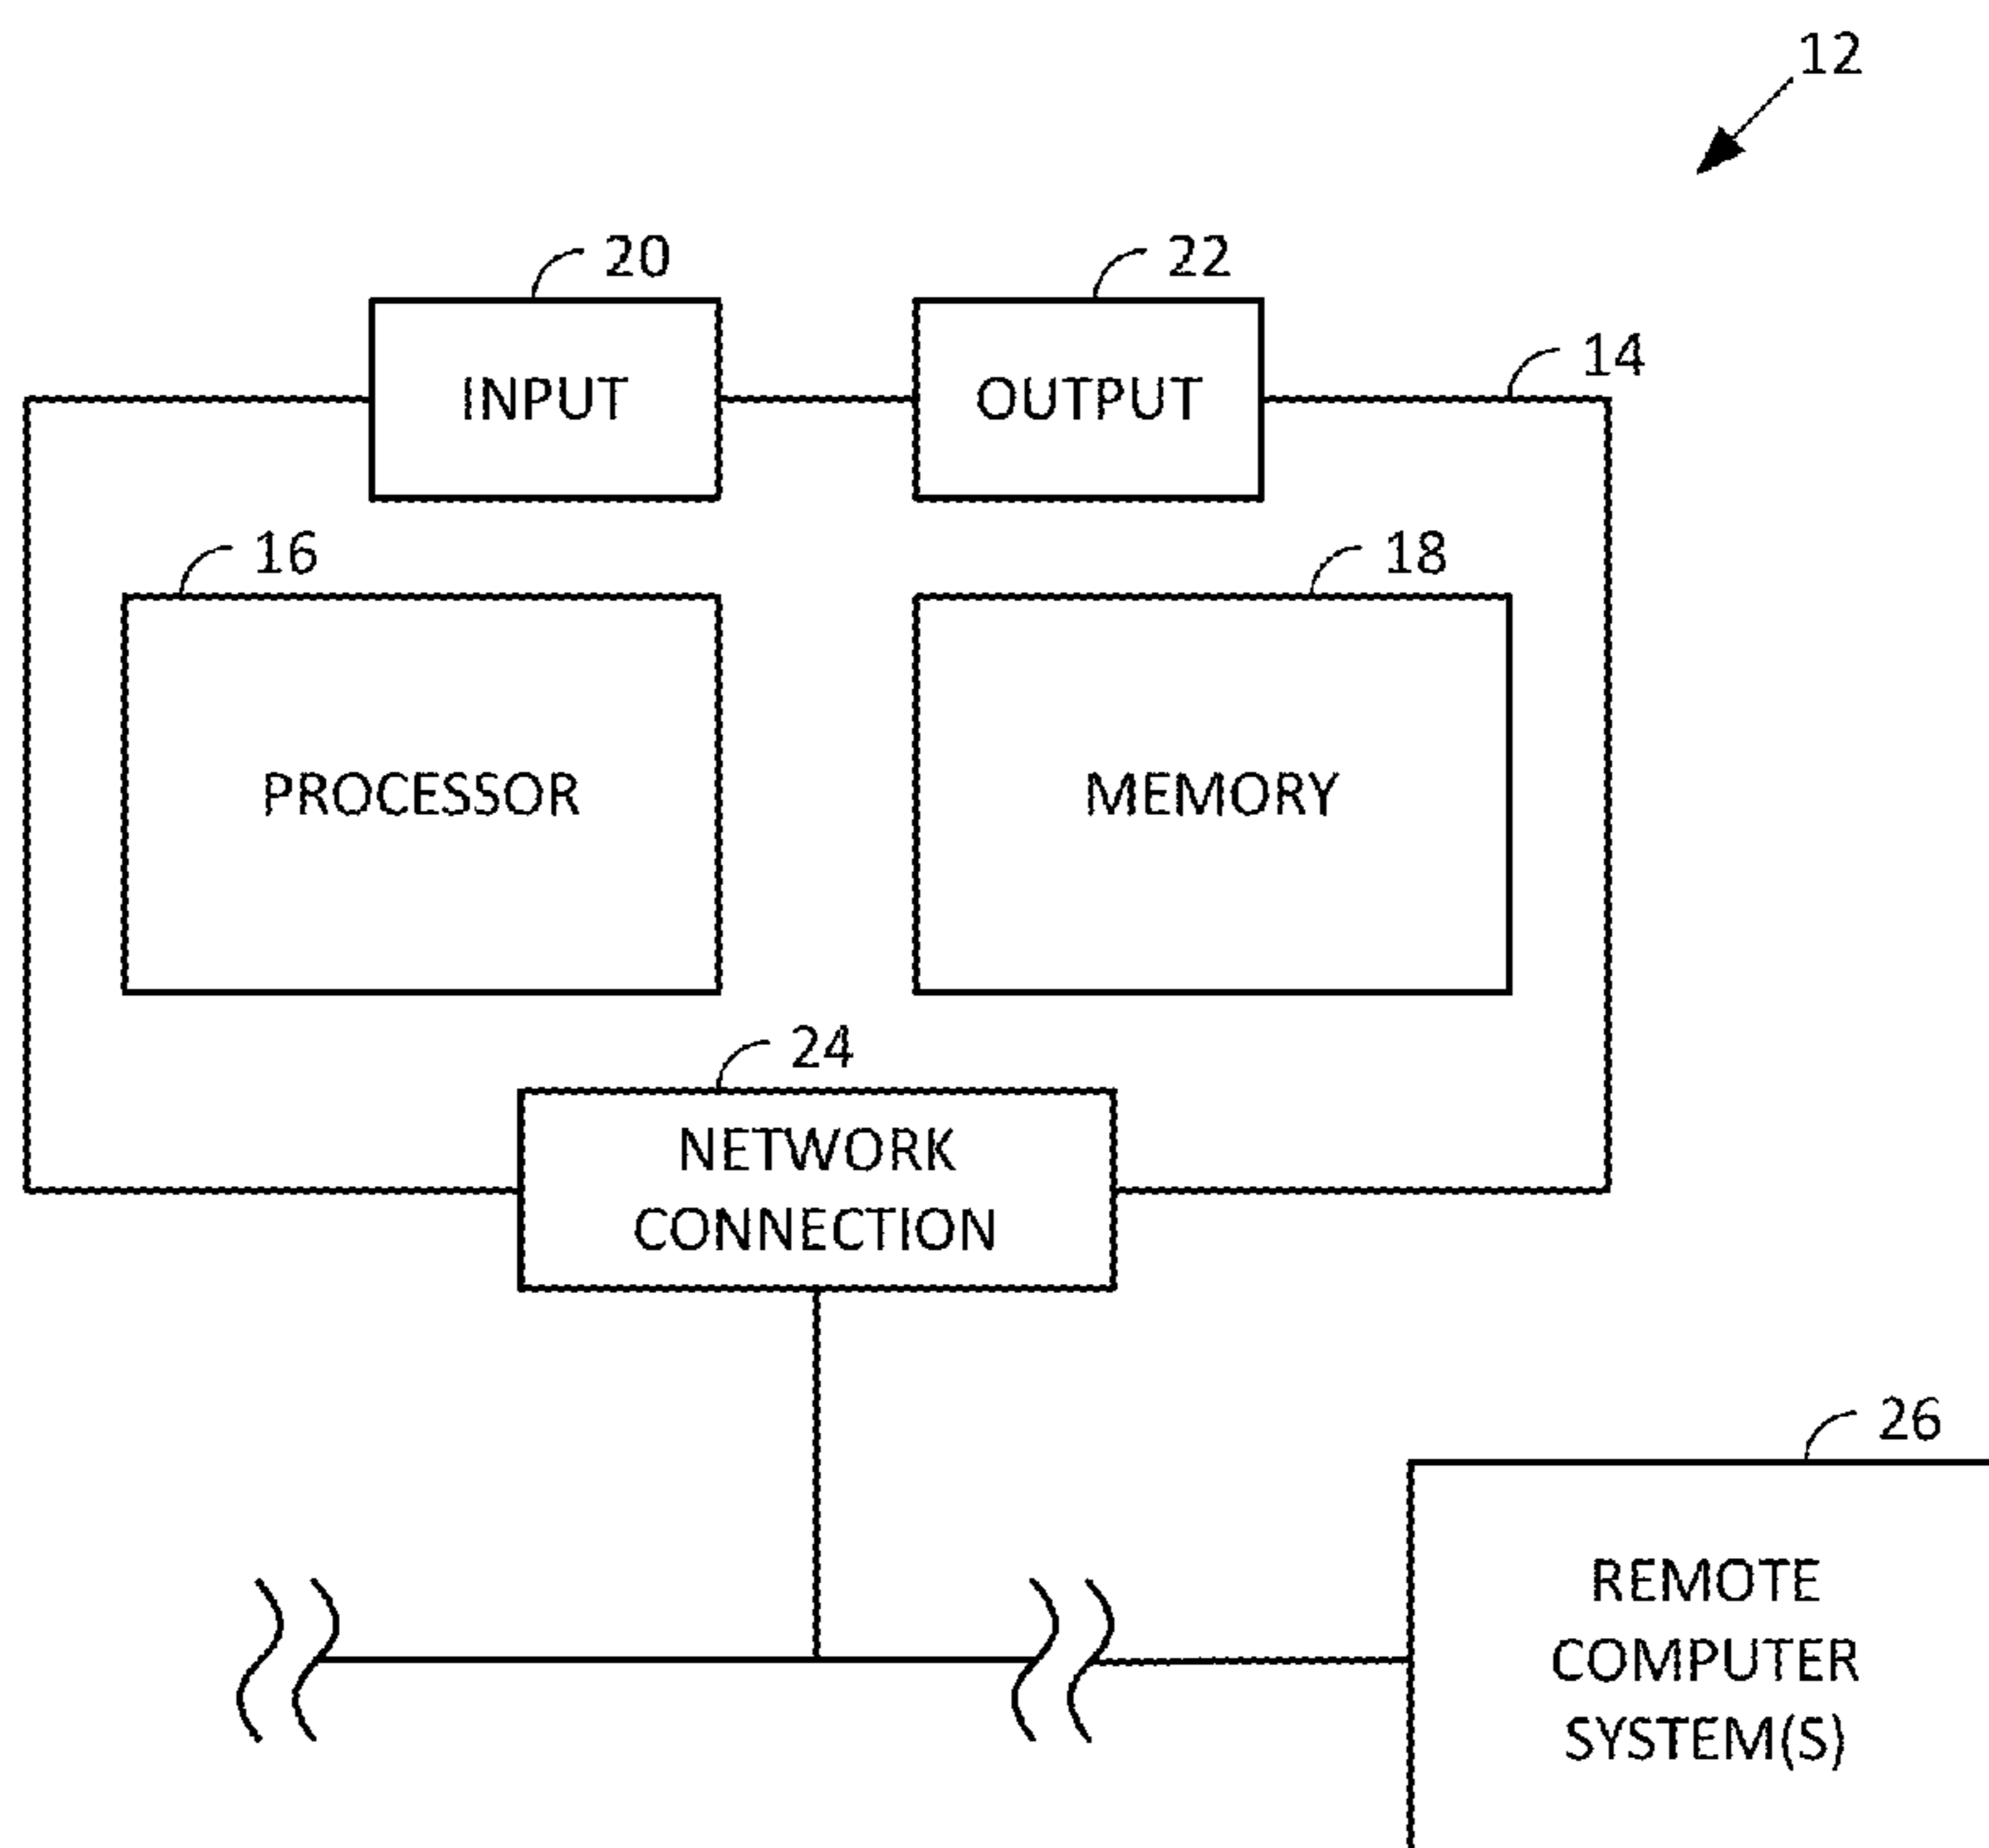 12
20
22
14
INPUT
OUTPUT
16
18
PROCESSOR
MEMORY
24
NETWORK
CONNECTION
26
REMOTE
COMPUTER
SYSTEM(S)